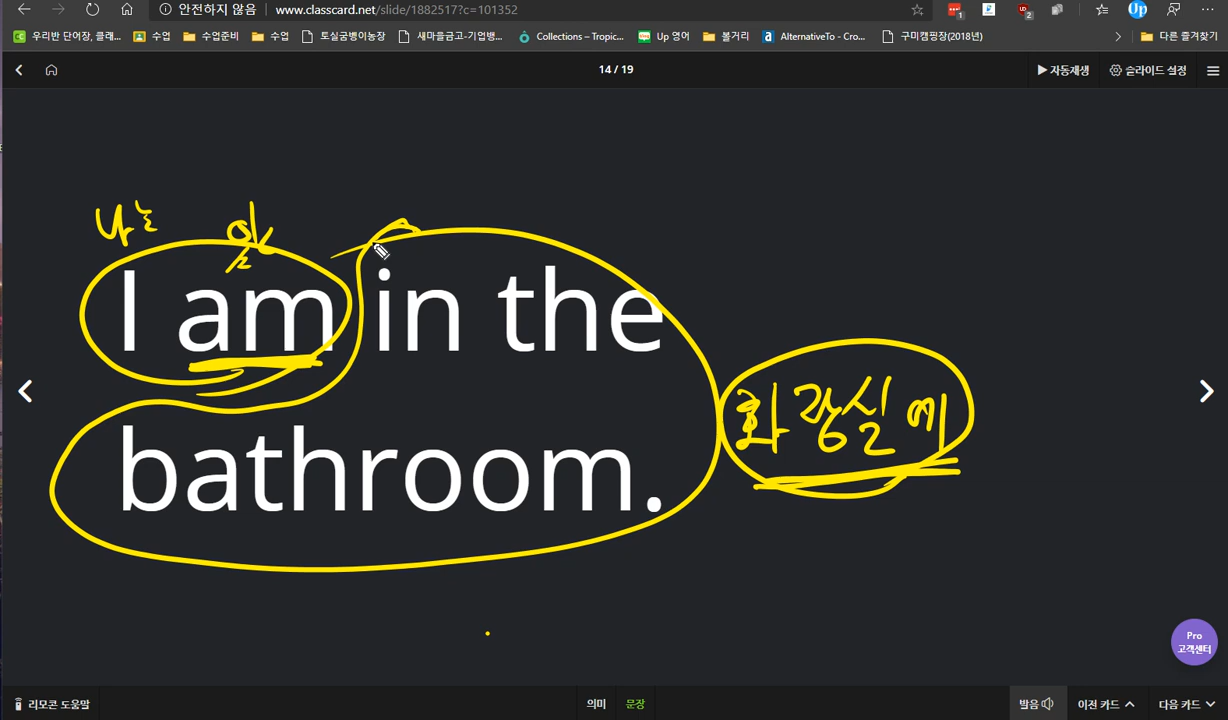 안전하지 않음 www.classcard.net/slide/1882517?c=101352
우리반 단어장, 클래... 수업 수업준비 수업 토실굼벵이농장 새마을금고-기업뱅... Collections – Tropic... Up 영어 볼거리 AlternativeTo - Cro... 구미캠핑장(2018년) 다른 즐겨찾기
14 / 19 자동재생 슬라이드 설정
나는 있
I am in the
화장실에
bathroom.
Pro
고객센터
리모콘 도움말 의미 문장 발음 이전 카드 다음 카드